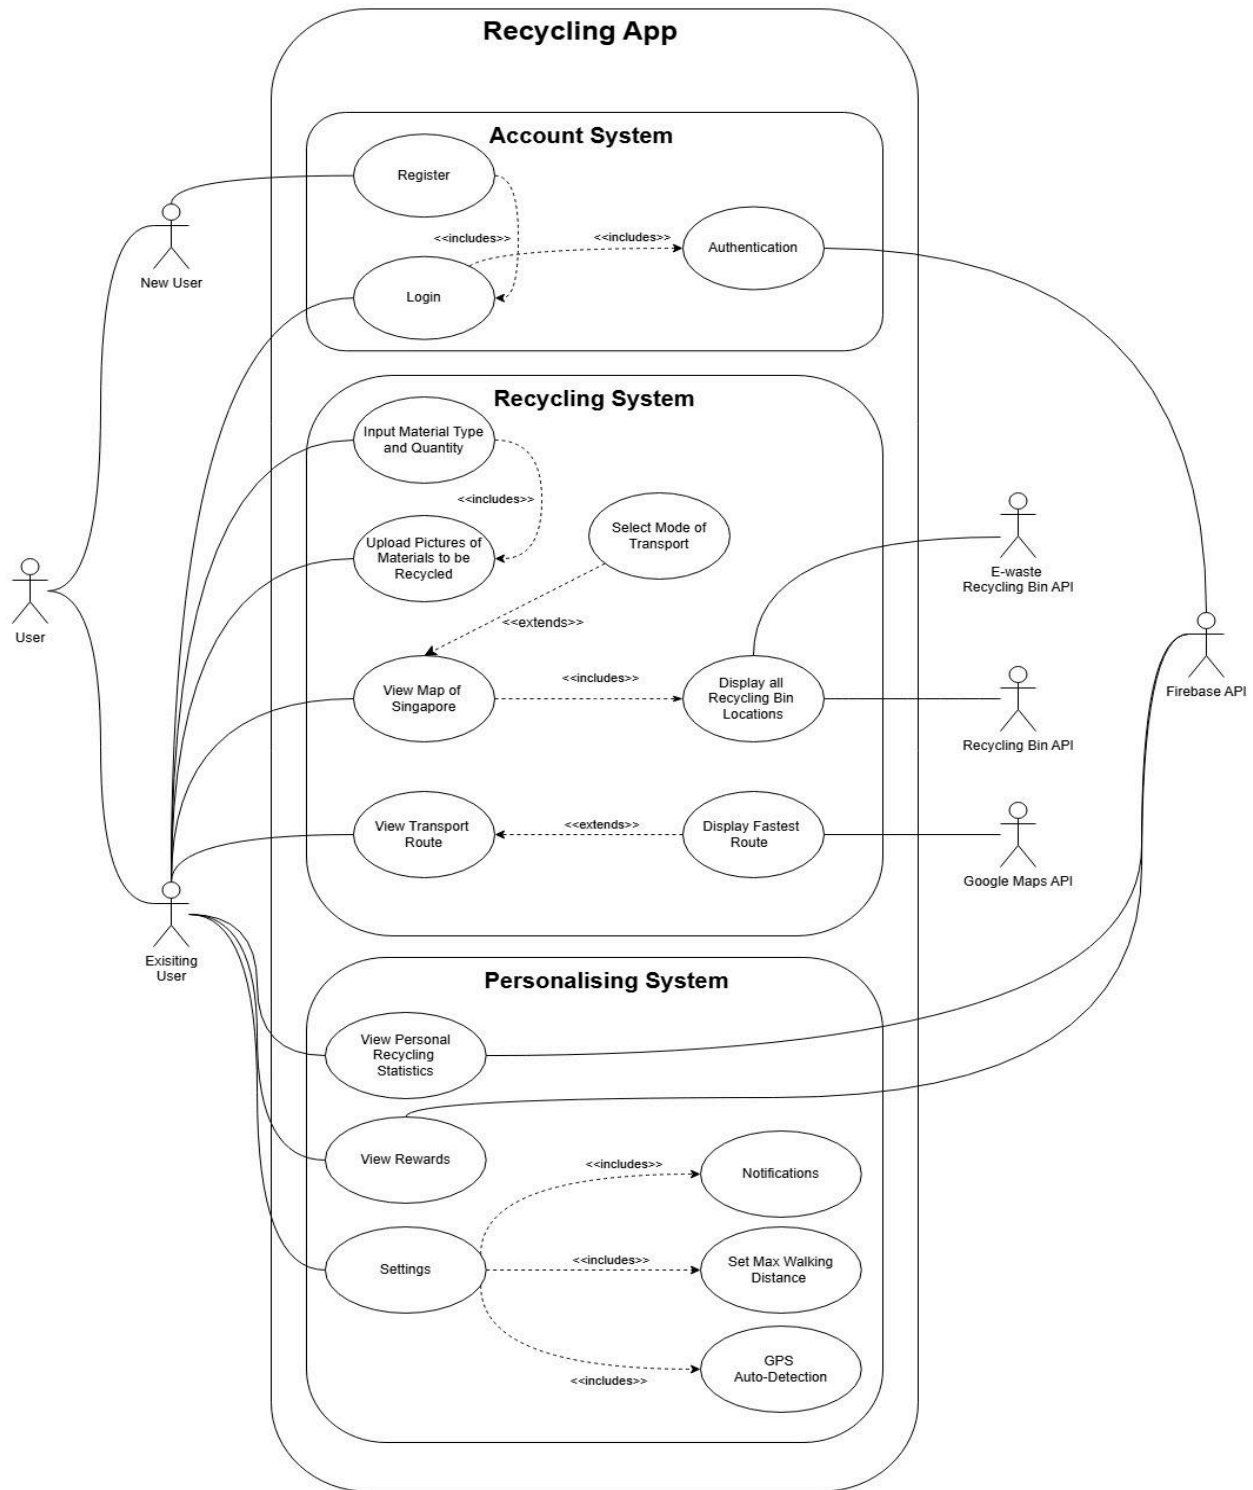 Recycling App
Account System
Register
<<includes>>
<<includes>>
Authentication
Login
New User
Recycling System
Input Material Type
and Quantity
<<includes>>
Select Mode of
Transport
Upload Pictures of
Materials to be
Recycled
E-waste
Recycling Bin API
User
<<extends>>
View Map of
Singapore
<<includes>>
Display all
Recycling Bin
Locations
Firebase API
Recycling Bin API
View Transport
Route
<<extends>>
Display Fastest
Route
Google Maps API
Exisiting
User
Personalising System
View Personal
Recycling
Statistics
View Rewards
<<includes>>
Notifications
Settings
<<includes>>
Set Max Walking
Distance
<<includes>>
GPS
Auto-Detection